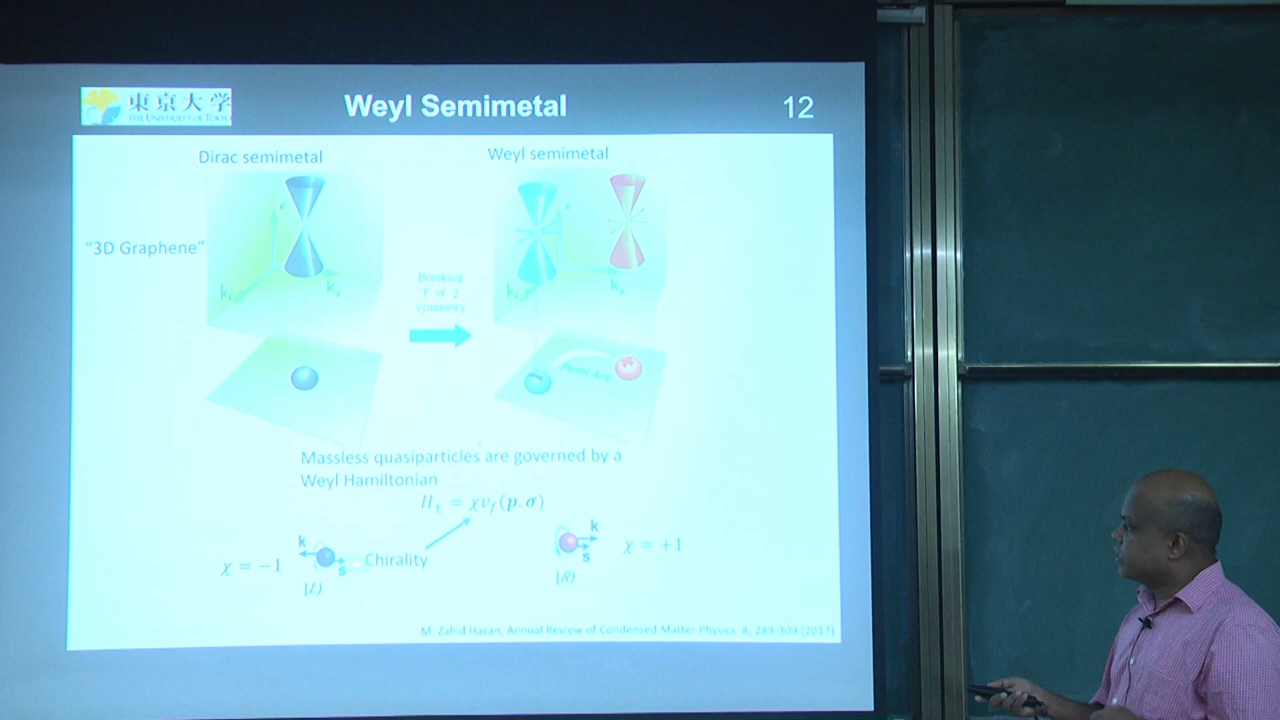 東京大学
THE UNIVERSITY OF TOKYO
Weyl Semimetal
12
Dirac semimetal
Weyl semimetal
"3D Graphene"
Breaking
symmetry
Fermi Arc
Massless quasiparticles are governed by a
Weyl Hamiltonian
H± = χv_f(p.σ)
χ = −1
k
s
|L⟩
Chirality
k
s
|R⟩
χ = +1
M. Zahid Hasan, Annual Review of Condensed Matter Physics 8, 289-309 (2017)